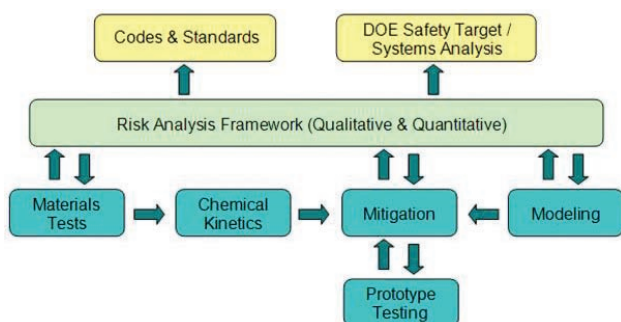 Codes & Standards
DOE Safety Target /
Systems Analysis
Risk Analysis Framework (Qualitative & Quantitative)
Materials
Tests
Chemical
Kinetics
Mitigation
Modeling
Prototype
Testing